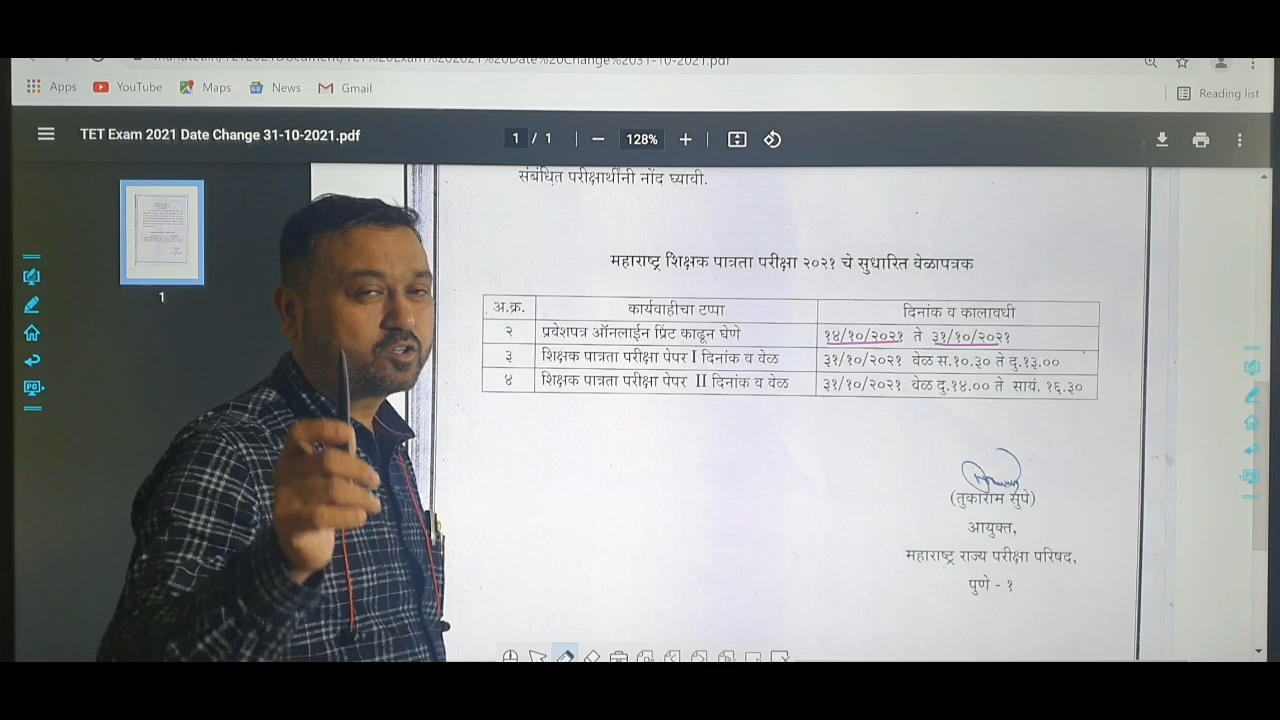 Apps YouTube Maps News Gmail Reading list
TET Exam 2021 Date Change 31-10-2021.pdf 1 / 1 128%
1
संबंधित परीक्षार्थींनी नोंद घ्यावी.
महाराष्ट्र शिक्षक पात्रता परीक्षा २०२१ चे सुधारित वेळापत्रक
अ.क्र. कार्यवाहीचा टप्पा दिनांक व कालावधी
२ प्रवेशपत्र ऑनलाईन प्रिंट काढून घेणे १४/१०/२०२१ ते ३१/१०/२०२१
३ शिक्षक पात्रता परीक्षा पेपर I दिनांक व वेळ ३१/१०/२०२१ वेळ स.१०.३० ते दु.१३.००
४ शिक्षक पात्रता परीक्षा पेपर II दिनांक व वेळ ३१/१०/२०२१ वेळ दु.१४.०० ते सायं. १६.३०
(तुकाराम सुपे)
आयुक्त,
महाराष्ट्र राज्य परीक्षा परिषद,
पुणे - १